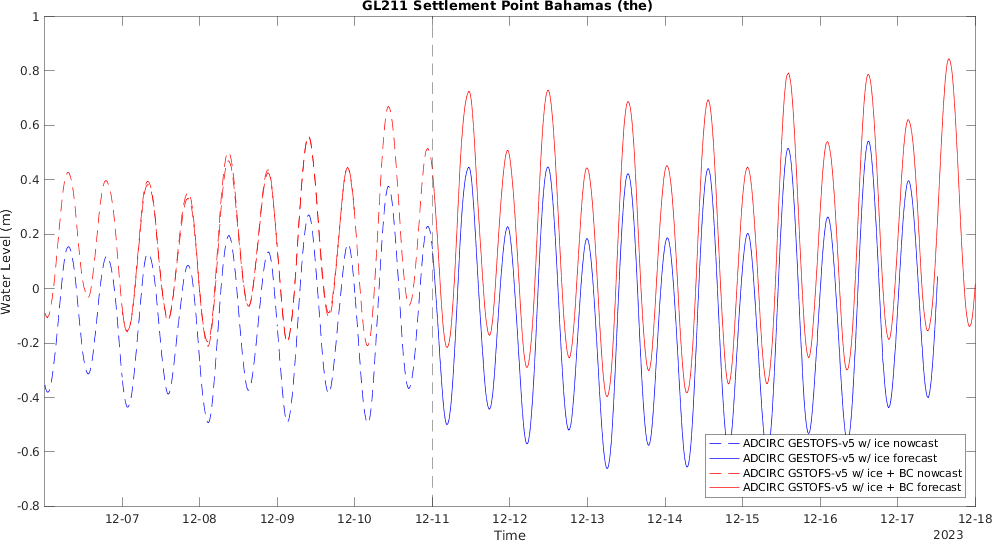 GL211 Settlement Point Bahamas (the)
1
0.8
0.6
0.4
0.2
0
-0.2
-0.4
-0.6
-0.8
Water Level (m)
ADCIRC GESTOFS-v5 w/ ice nowcast
ADCIRC GESTOFS-v5 w/ ice forecast
ADCIRC GSTOFS-v5 w/ ice + BC nowcast
ADCIRC GSTOFS-v5 w/ ice + BC forecast
12-07 12-08 12-09 12-10 12-11 12-12 12-13 12-14 12-15 12-16 12-17 12-18
Time
2023